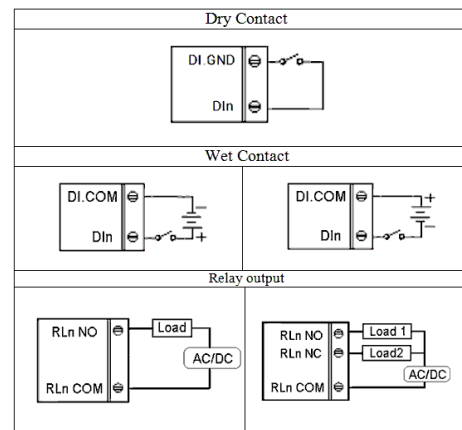 Dry Contact
DI.GND
DIn
Wet Contact
DI.COM
DIn
−
+
DI.COM
DIn
+
−
Relay output
RLn NO
RLn COM
Load
AC/DC
RLn NO
RLn NC
RLn COM
Load 1
Load2
AC/DC